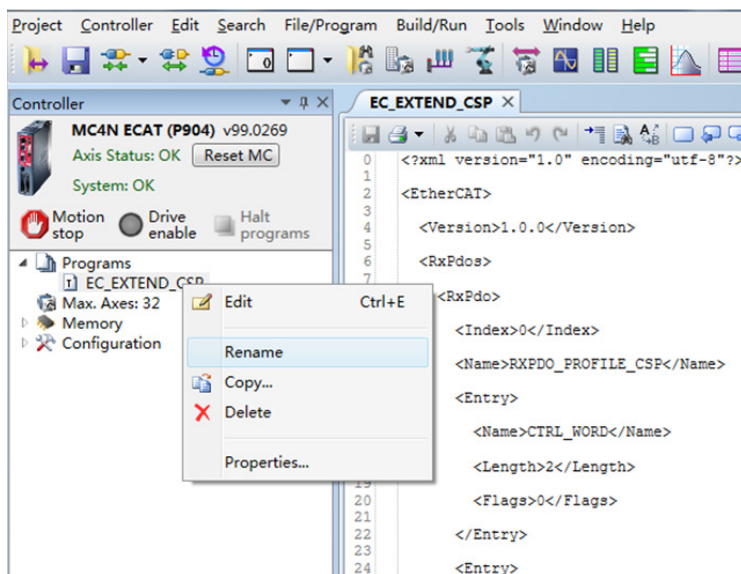 Project Controller Edit Search File/Program Build/Run Tools Window Help
Controller
MC4N ECAT (P904) v99.0269
Axis Status: OK Reset MC
System: OK
Motion stop
Drive enable
Halt programs
Programs
EC_EXTEND_CSP
Max. Axes: 32
Memory
Configuration
Edit Ctrl+E
Rename
Copy...
Delete
Properties...
EC_EXTEND_CSP
0 <?xml version="1.0" encoding="utf-8"?>
1
2 <EtherCAT>
3
4 <Version>1.0.0</Version>
5
6 <RxPdos>
7
<RxPdo>
<Index>0</Index>
<Name>RXPDO_PROFILE_CSP</Name>
<Entry>
<Name>CTRL_WORD</Name>
<Length>2</Length>
19
20 <Flags>0</Flags>
21
22 </Entry>
23
24 <Entry>